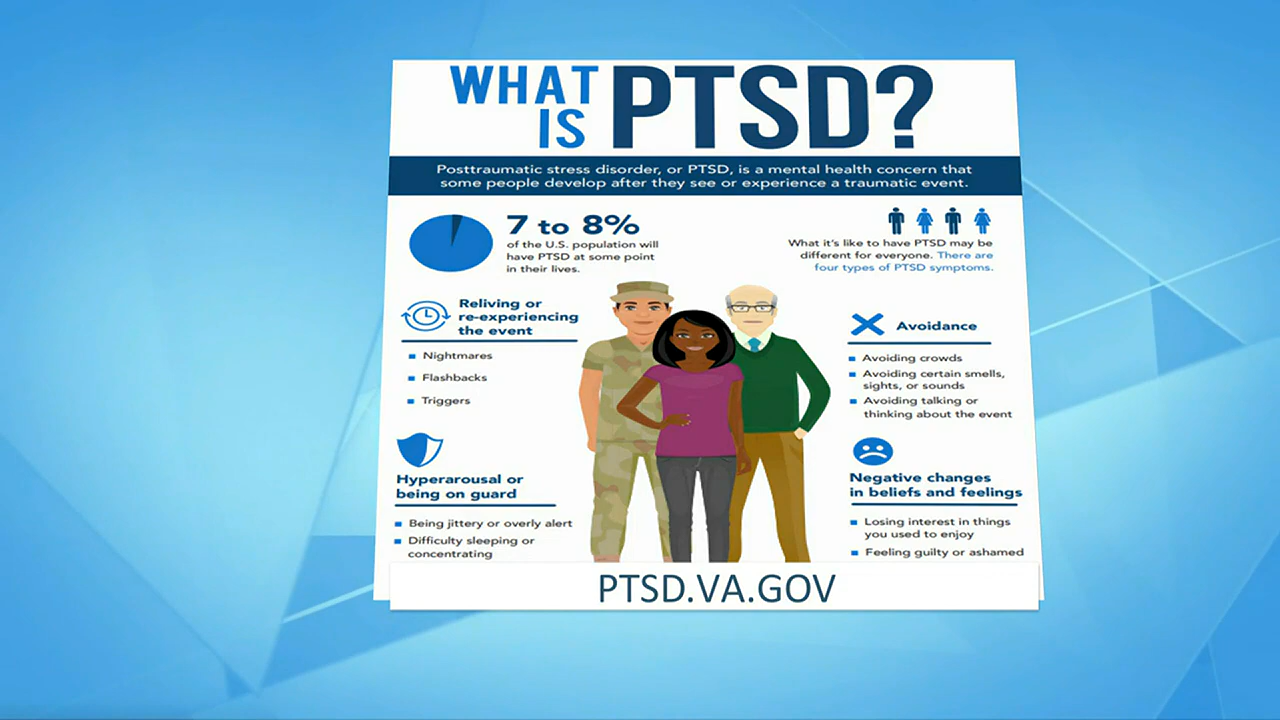 WHAT
IS
PTSD?
Posttraumatic stress disorder, or PTSD, is a mental health concern that
some people develop after they see or experience a traumatic event.
7 to 8%
of the U.S. population will
have PTSD at some point
in their lives.
What it's like to have PTSD may be
different for everyone. There are
four types of PTSD symptoms.
Reliving or
re-experiencing
the event
Nightmares
Flashbacks
Triggers
Avoidance
Avoiding crowds
Avoiding certain smells,
sights, or sounds
Avoiding talking or
thinking about the event
Hyperarousal or
being on guard
Being jittery or overly alert
Difficulty sleeping or
concentrating
Negative changes
in beliefs and feelings
Losing interest in things
you used to enjoy
Feeling guilty or ashamed
PTSD.VA.GOV